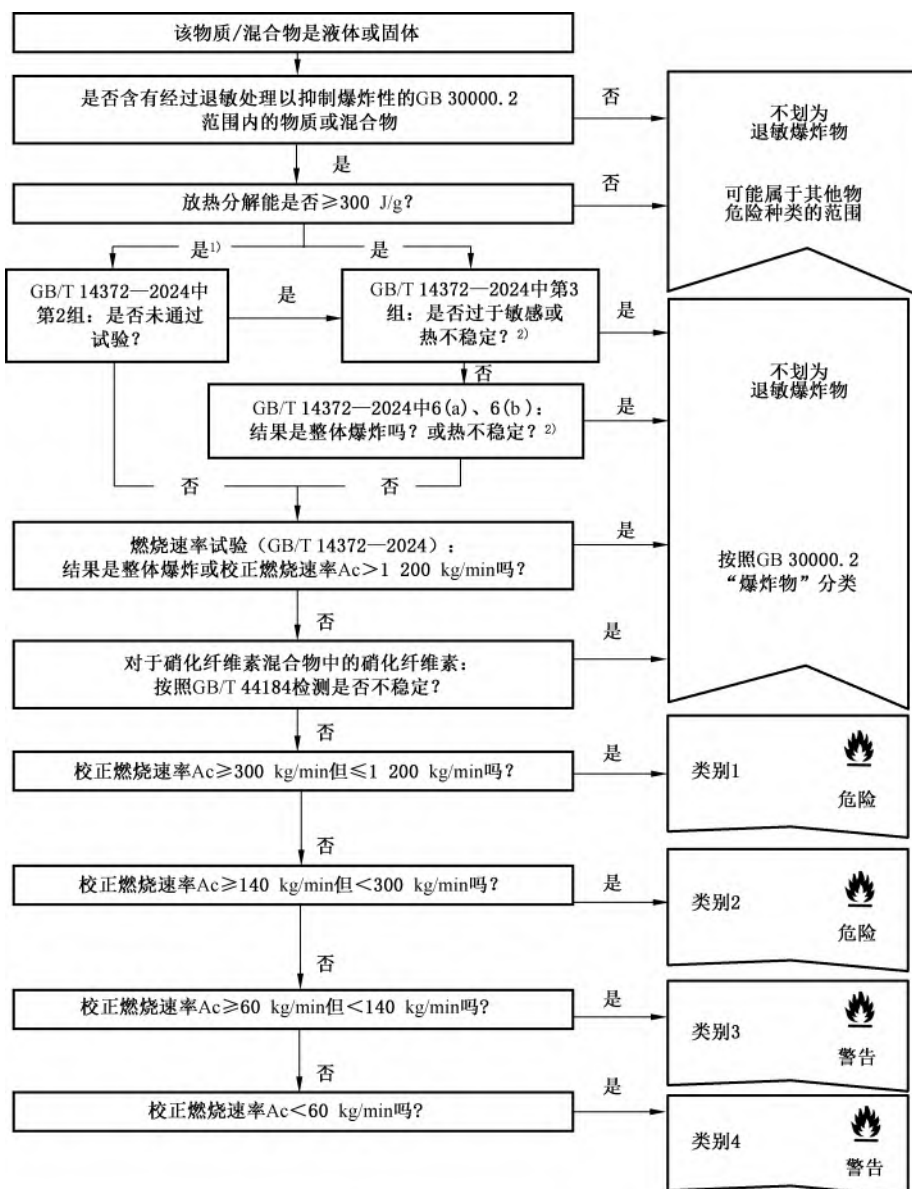 该物质/混合物是液体或固体
是否含有经过退敏处理以抑制爆炸性的GB 30000.2
范围内的物质或混合物
否
不划为
退敏爆炸物
可能属于其他物
危险种类的范围
是
放热分解能是否≥300 J/g?
否
是1)
是
GB/T 14372—2024中
第2组：是否未通过
试验?
是
GB/T 14372—2024中第3
组：是否过于敏感或
热不稳定? 2)
是
不划为
退敏爆炸物
按照GB 30000.2
“爆炸物”分类
否
GB/T 14372—2024中6(a)、6(b)：
结果是整体爆炸吗? 或热不稳定? 2)
是
否
否
燃烧速率试验（GB/T 14372—2024）：
结果是整体爆炸或校正燃烧速率Ac＞1 200 kg/min吗?
是
否
对于硝化纤维素混合物中的硝化纤维素：
按照GB/T 44184检测是否不稳定?
是
否
校正燃烧速率Ac≥300 kg/min但≤1 200 kg/min吗?
是
类别1
危险
否
校正燃烧速率Ac≥140 kg/min但＜300 kg/min吗?
是
类别2
危险
否
校正燃烧速率Ac≥60 kg/min但＜140 kg/min吗?
是
类别3
警告
否
校正燃烧速率Ac＜60 kg/min吗?
是
类别4
警告